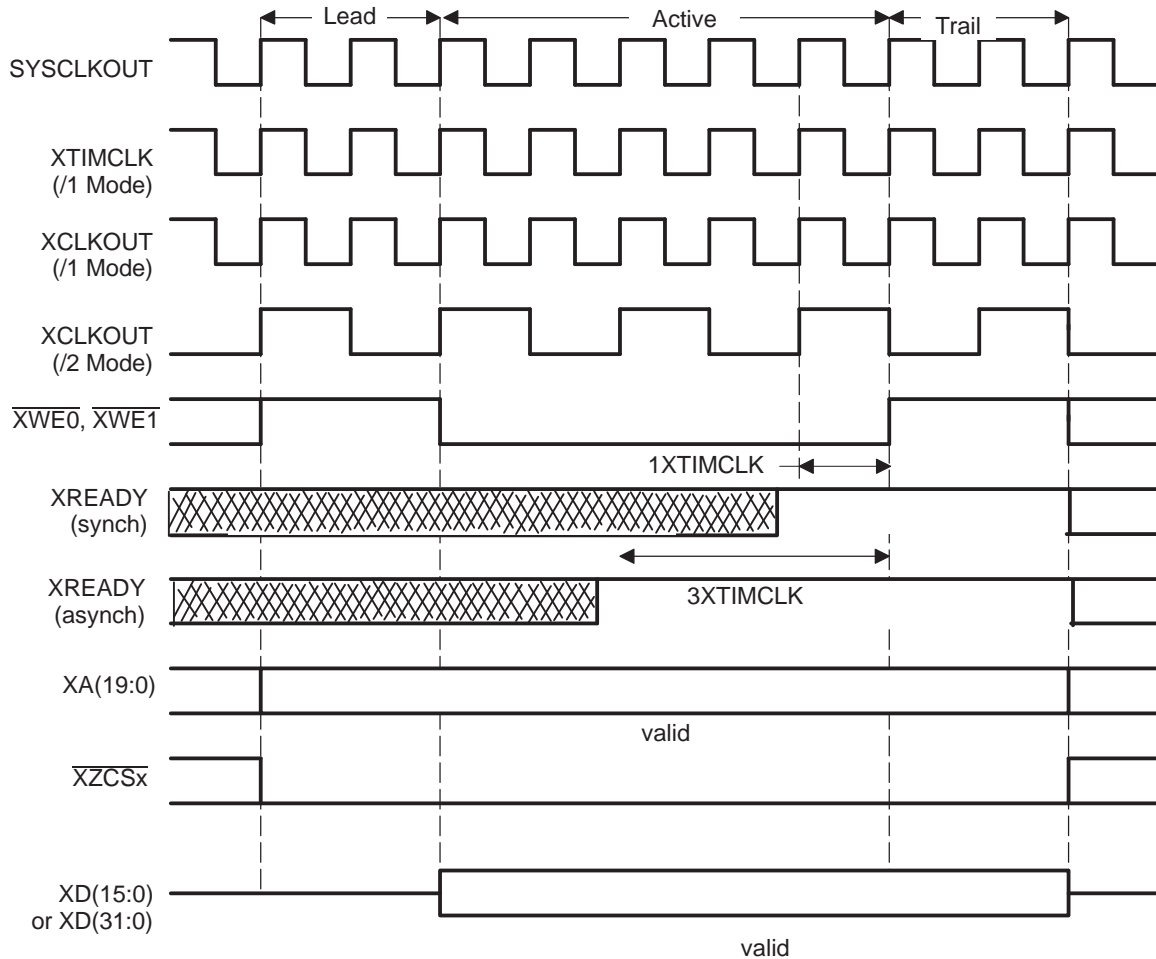 Lead
Active
Trail
SYSCLKOUT
XTIMCLK
(/1 Mode)
XCLKOUT
(/1 Mode)
XCLKOUT
(/2 Mode)
XWE0, XWE1
1XTIMCLK
XREADY
(synch)
XREADY
(asynch)
3XTIMCLK
XA(19:0)
valid
XZCSx
XD(15:0)
or XD(31:0)
valid